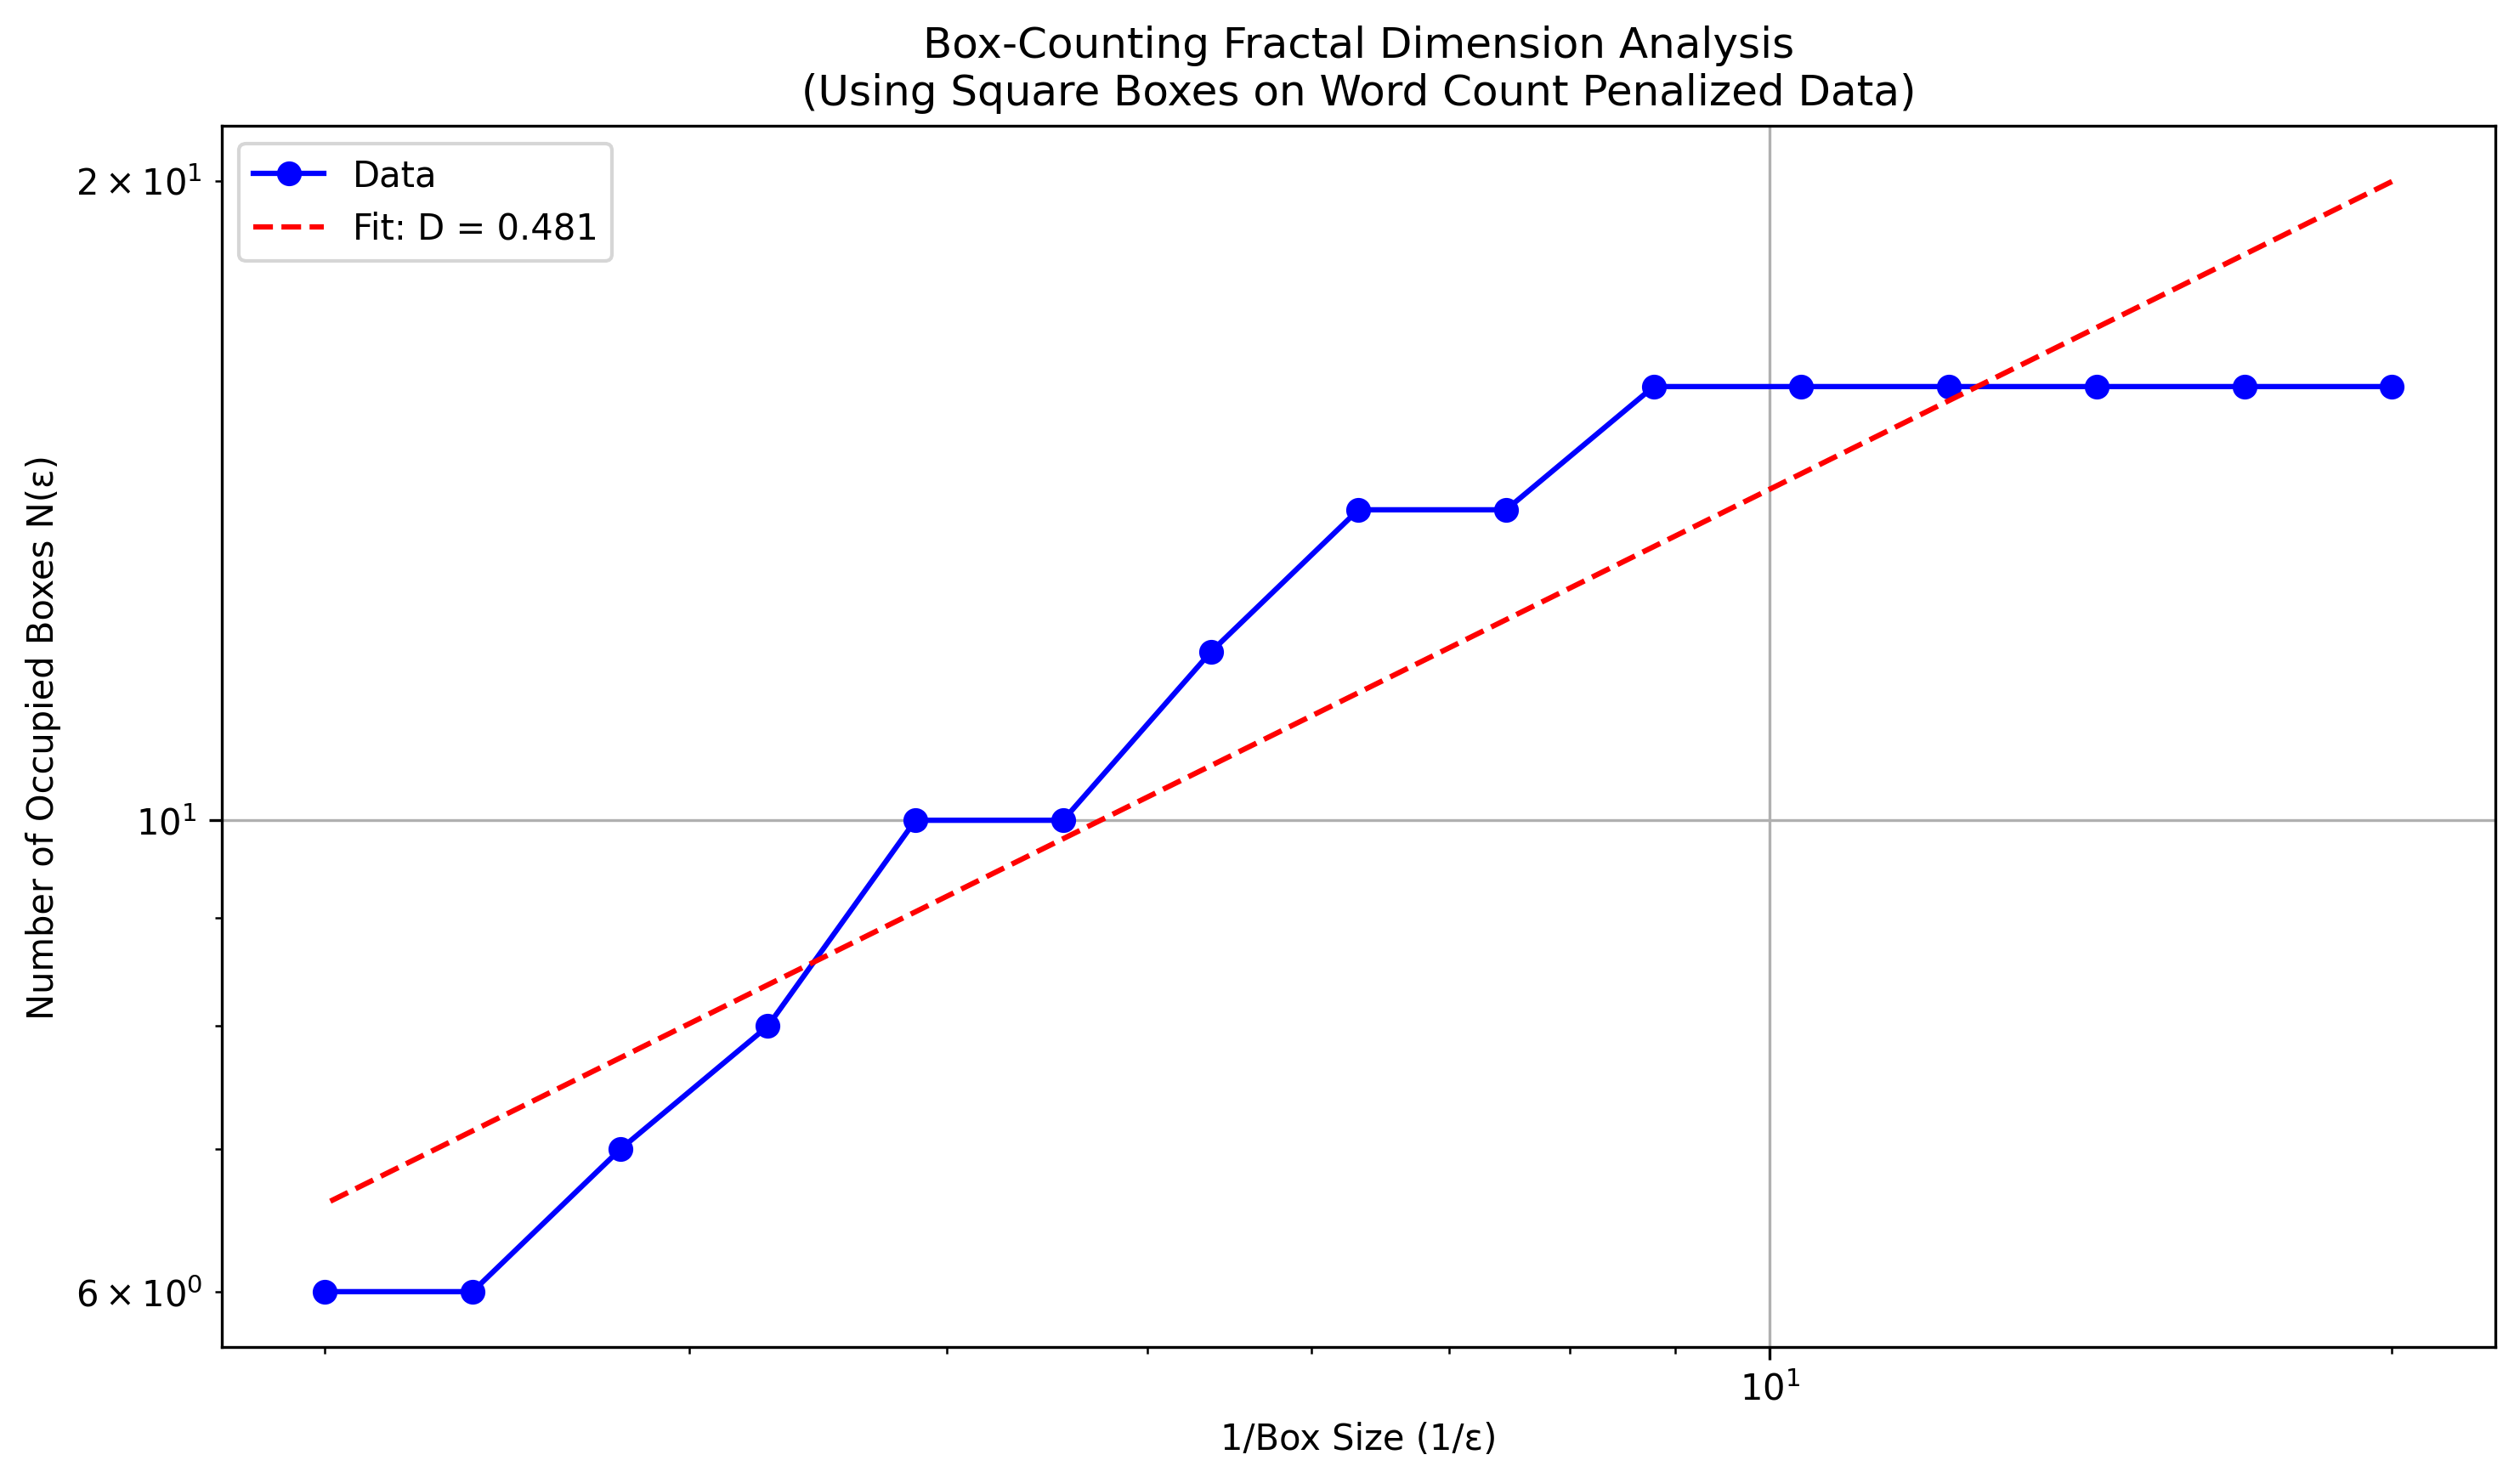 Box-Counting Fractal Dimension Analysis
(Using Square Boxes on Word Count Penalized Data)
Data
Fit: D = 0.481
2 × 10¹
10¹
6 × 10⁰
Number of Occupied Boxes N(ε)
10¹
1/Box Size (1/ε)